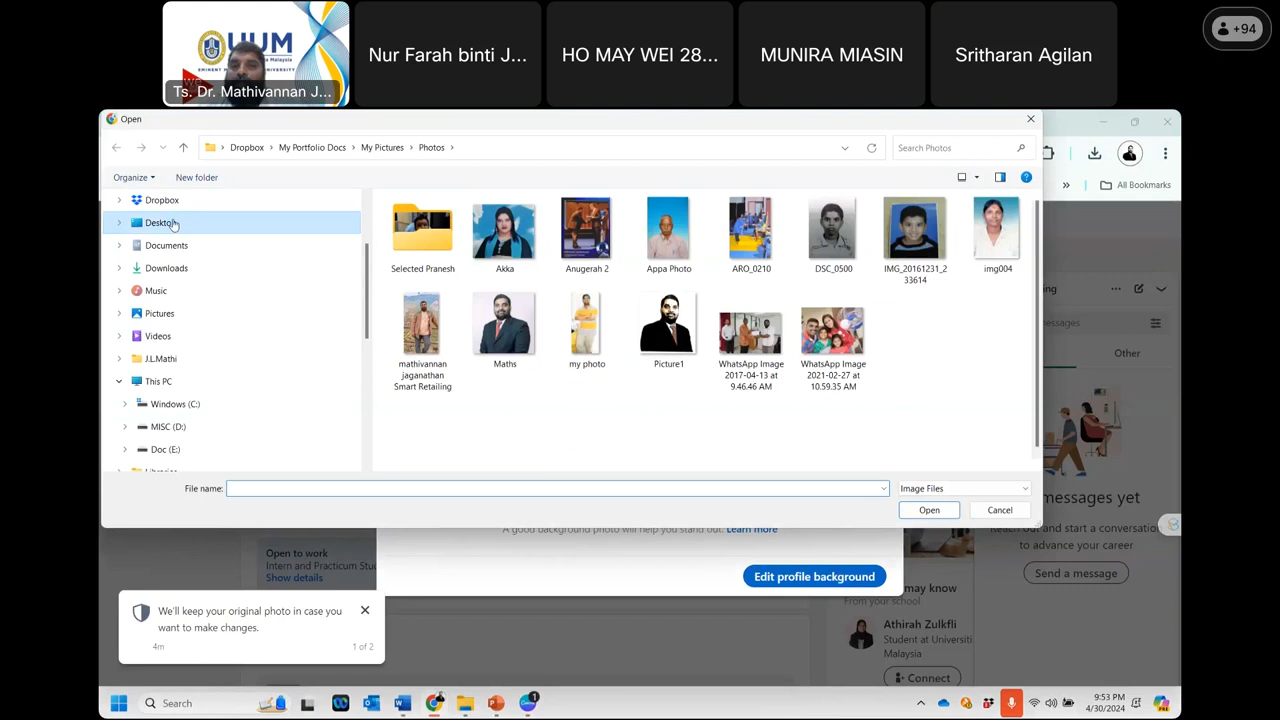 UUM
Ts. Dr. Mathivannan J...
Nur Farah binti J...
HO MAY WEI 28...
MUNIRA MIASIN
Sritharan Agilan
+94
Open
Dropbox > My Portfolio Docs > My Pictures > Photos >
Search Photos
Organize
New folder
All Bookmarks
Dropbox
Desktop
Documents
Downloads
Music
Pictures
Videos
J.L.Mathi
This PC
Windows (C:)
MISC (D:)
Doc (E:)
Selected Pranesh
Akka
Anugerah 2
Appa Photo
ARO_0210
DSC_0500
IMG_20161231_2
33614
img004
mathivannan
jaganathan
Smart Retailing
Maths
my photo
Picture1
WhatsApp Image
2017-04-13 at
9.46.46 AM
WhatsApp Image
2021-02-27 at
10.59.35 AM
File name:
Image Files
Open
Cancel
ing
essages
Other
messages yet
Reach out and start a conversatio
to advance your career
Send a message
A good background photo will help you stand out. Learn more
Edit profile background
Open to work
Intern and Practicum Stu
Show details
We'll keep your original photo in case you
want to make changes.
4m
1 of 2
may know
From your school
Athirah Zulkfli
Student at Universiti
Malaysia
Connect
Search
1
9:53 PM
4/30/2024